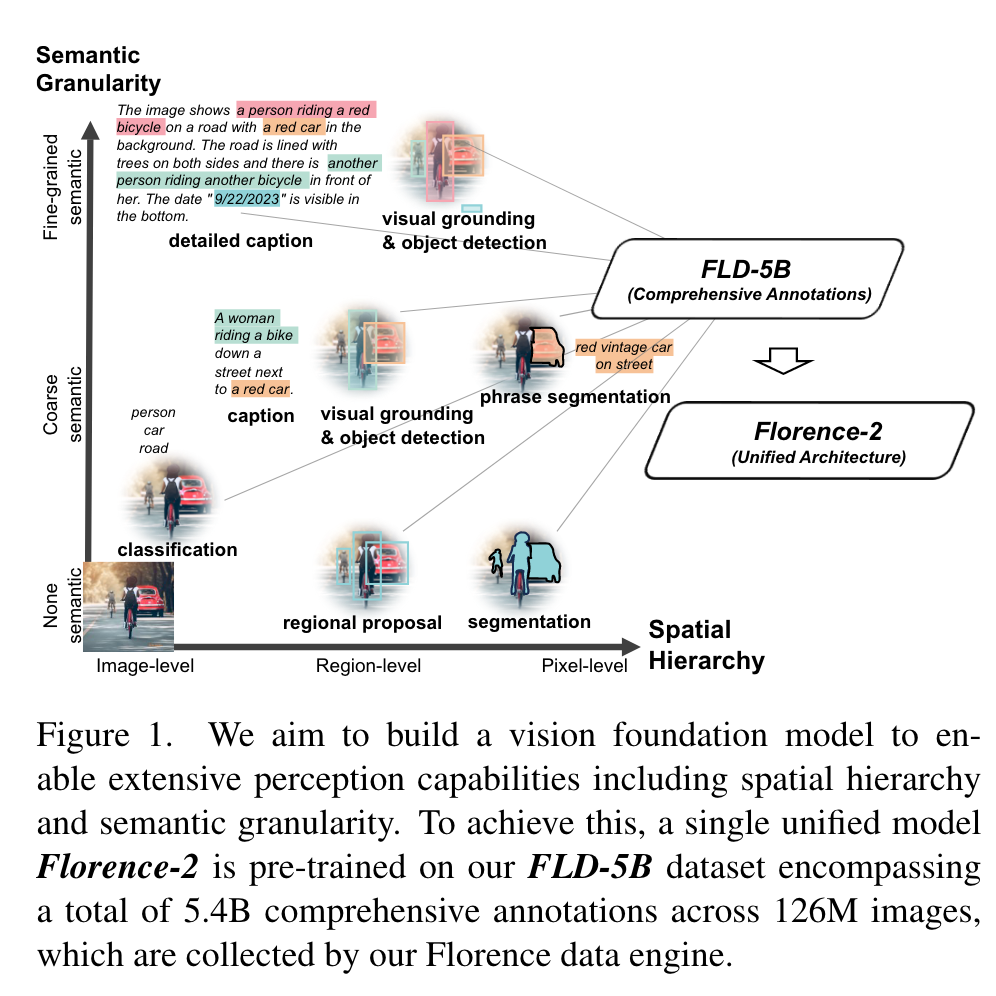 Semantic
Granularity
Fine-grained
semantic
The image shows a person riding a red
bicycle on a road with a red car in the
background. The road is lined with
trees on both sides and there is another
person riding another bicycle in front of
her. The date "9/22/2023" is visible in
the bottom.
detailed caption
visual grounding
& object detection
FLD-5B
(Comprehensive Annotations)
Coarse
semantic
A woman
riding a bike
down a
street next
to a red car.
caption
visual grounding
& object detection
red vintage car
on street
phrase segmentation
Florence-2
(Unified Architecture)
person
car
road
classification
None
semantic
regional proposal
segmentation
Image-level
Region-level
Pixel-level
Spatial
Hierarchy
Figure 1. We aim to build a vision foundation model to en-
able extensive perception capabilities including spatial hierarchy
and semantic granularity. To achieve this, a single unified model
Florence-2 is pre-trained on our FLD-5B dataset encompassing
a total of 5.4B comprehensive annotations across 126M images,
which are collected by our Florence data engine.